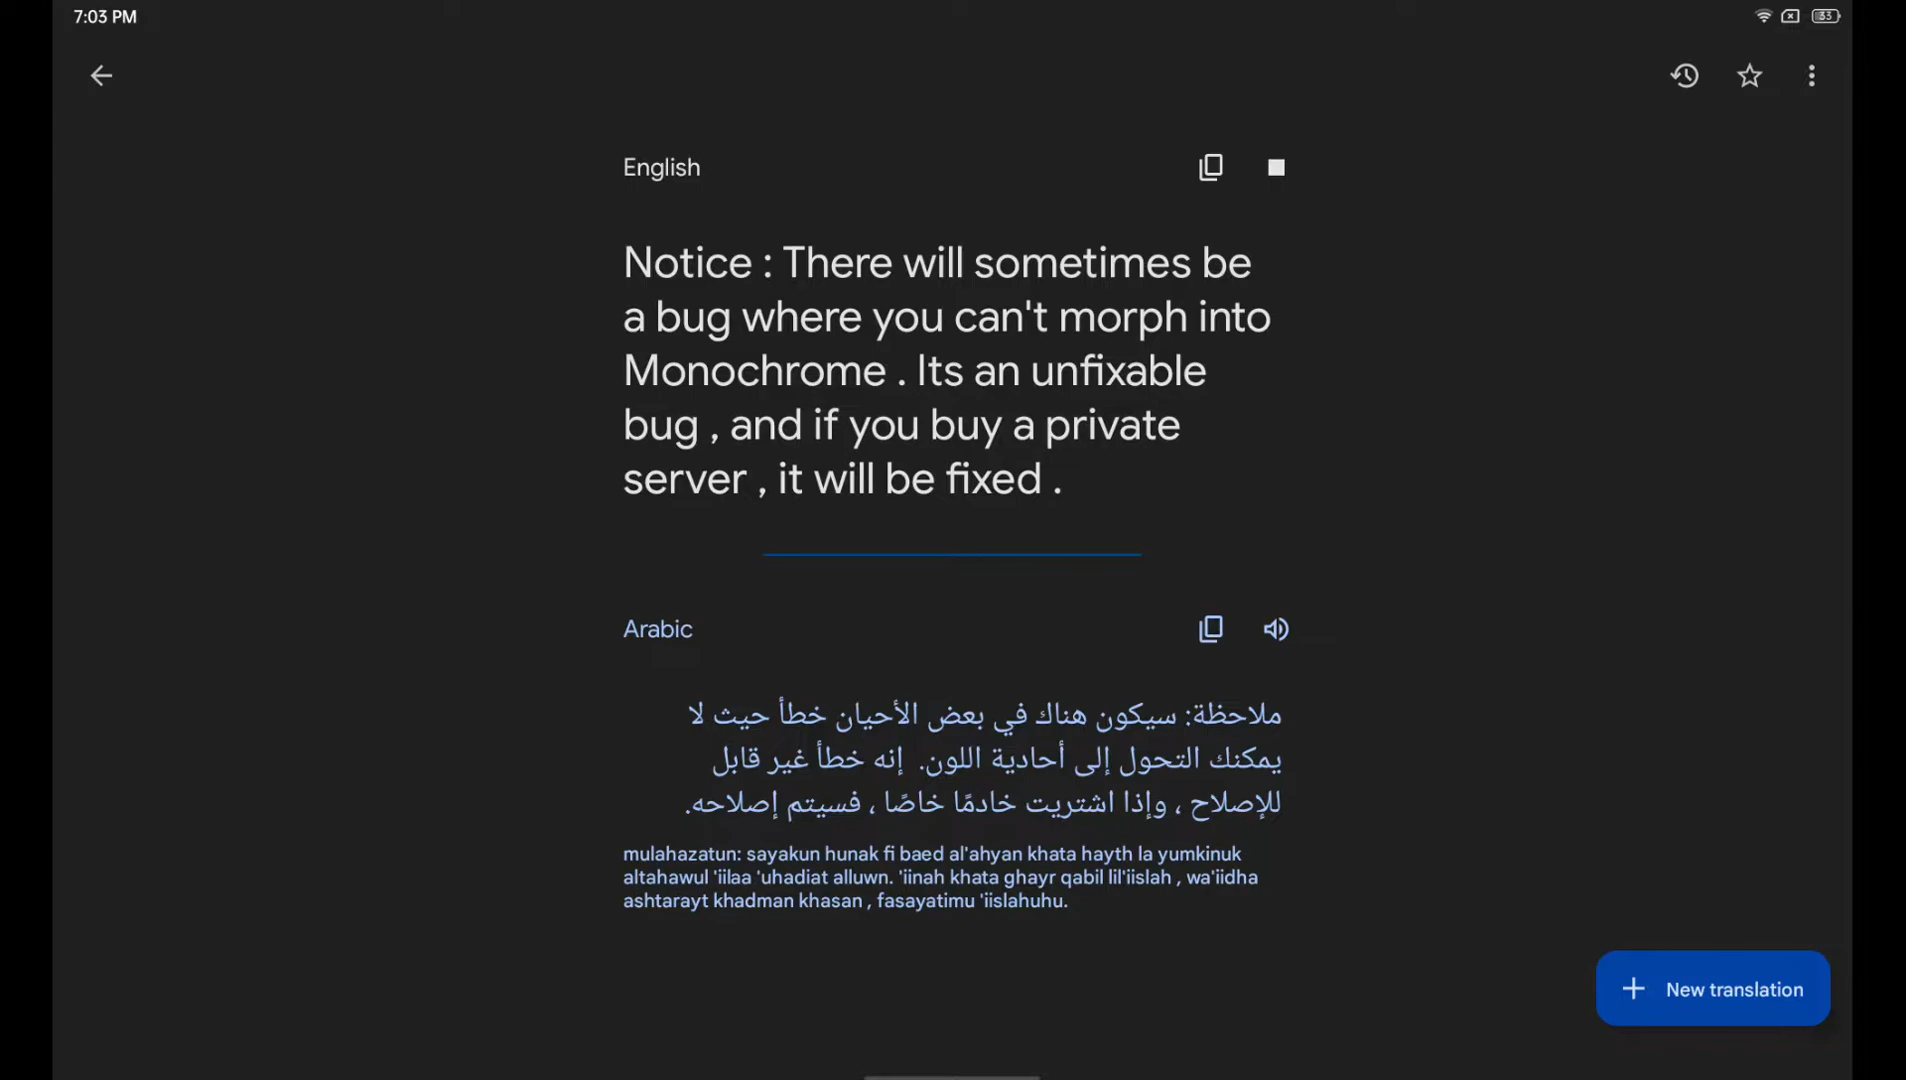 7:03 PM
33
English
Notice : There will sometimes be
a bug where you can't morph into
Monochrome . Its an unfixable
bug , and if you buy a private
server , it will be fixed .
Arabic
ملاحظة: سيكون هناك في بعض الأحيان خطأ حيث لا
يمكنك التحول إلى أحادية اللون. إنه خطأ غير قابل
للإصلاح ، وإذا اشتريت خادمًا خاصًا ، فسيتم إصلاحه.
mulahazatun: sayakun hunak fi baed al'ahyan khata hayth la yumkinuk
altahawul 'iilaa 'uhadiat alluwn. 'iinah khata ghayr qabil lil'iislah , wa'iidha
ashtarayt khadman khasan , fasayatimu 'iislahuhu.
New translation